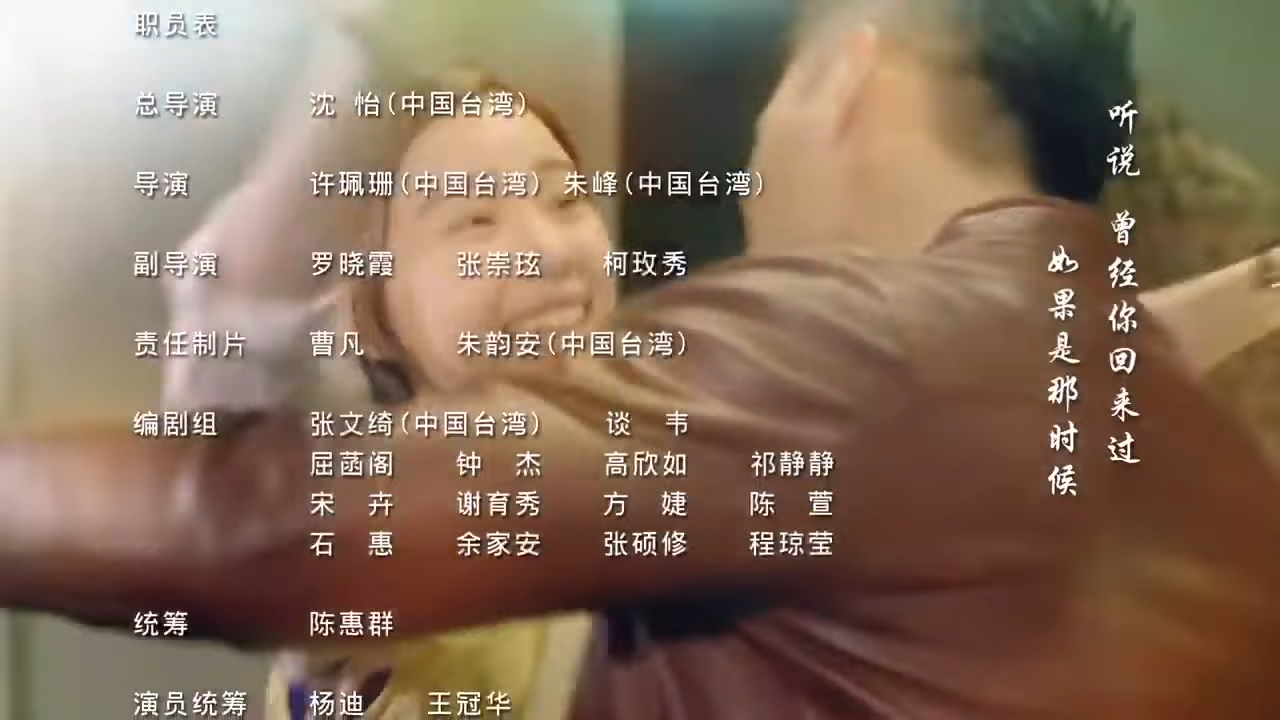 职员表
总导演 沈 怡(中国台湾)
导演 许珮珊(中国台湾) 朱峰(中国台湾)
副导演 罗晓霞 张崇玹 柯玫秀
责任制片 曹凡 朱韵安(中国台湾)
编剧组 张文绮(中国台湾) 谈 韦
屈菡阁 钟 杰 高欣如 祁静静
宋 卉 谢育秀 方 婕 陈 萱
石 惠 余家安 张硕修 程琼莹
统筹 陈惠群
演员统筹 杨迪 王冠华
听说 曾经你回来过
如果是那时候